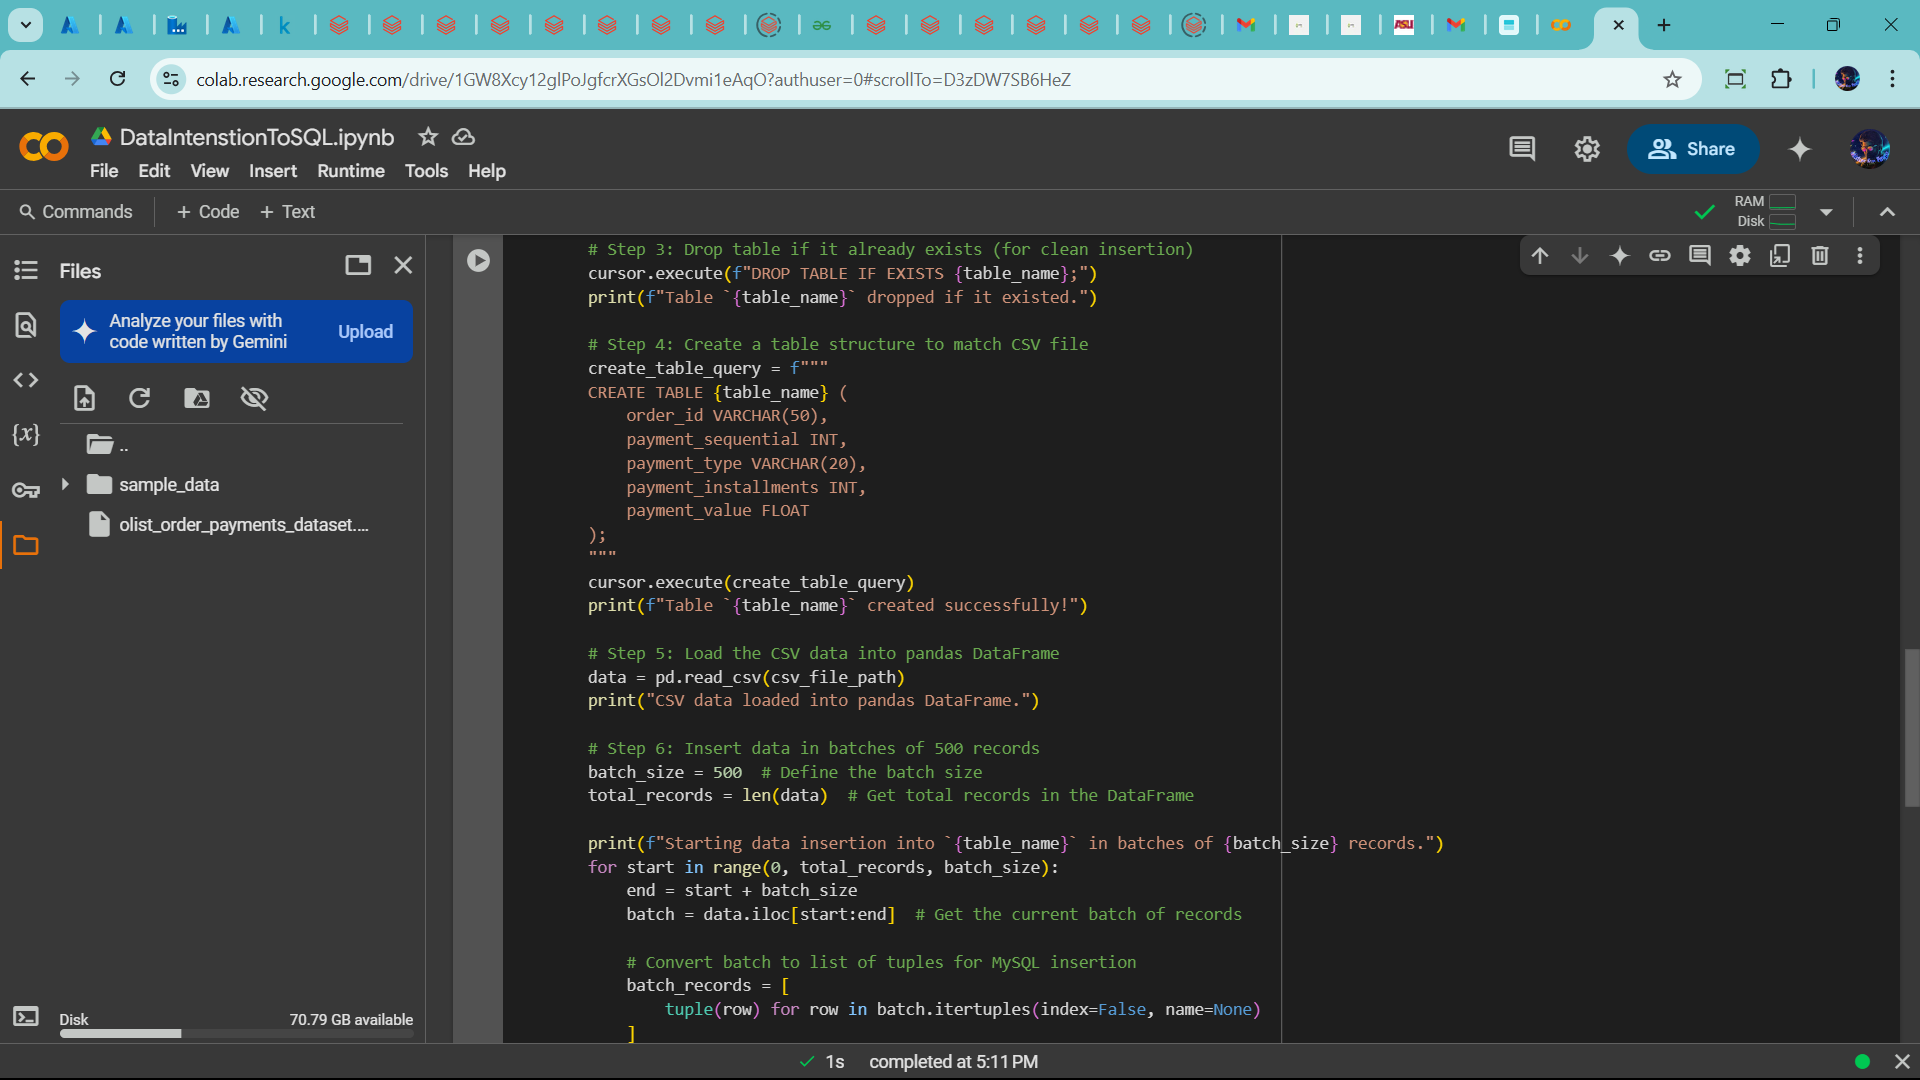 colab.research.google.com/drive/1GW8Xcy12glPoJgfcrXGsOl2Dvmi1eAqO?authuser=0#scrollTo=D3zDW7SB6HeZ
DataIntenstionToSQL.ipynb
File Edit View Insert Runtime Tools Help
Share
Commands + Code + Text
RAM
Disk
Files
Analyze your files with
code written by Gemini
Upload
..
sample_data
olist_order_payments_dataset....
Disk 70.79 GB available
# Step 3: Drop table if it already exists (for clean insertion)
cursor.execute(f"DROP TABLE IF EXISTS {table_name};")
print(f"Table `{table_name}` dropped if it existed.")
# Step 4: Create a table structure to match CSV file
create_table_query = f"""
CREATE TABLE {table_name} (
order_id VARCHAR(50),
payment_sequential INT,
payment_type VARCHAR(20),
payment_installments INT,
payment_value FLOAT
);
"""
cursor.execute(create_table_query)
print(f"Table `{table_name}` created successfully!")
# Step 5: Load the CSV data into pandas DataFrame
data = pd.read_csv(csv_file_path)
print("CSV data loaded into pandas DataFrame.")
# Step 6: Insert data in batches of 500 records
batch_size = 500  # Define the batch size
total_records = len(data)  # Get total records in the DataFrame
print(f"Starting data insertion into `{table_name}` in batches of {batch_size} records.")
for start in range(0, total_records, batch_size):
end = start + batch_size
batch = data.iloc[start:end]  # Get the current batch of records
# Convert batch to list of tuples for MySQL insertion
batch_records = [
tuple(row) for row in batch.itertuples(index=False, name=None)
]
1s completed at 5:11 PM